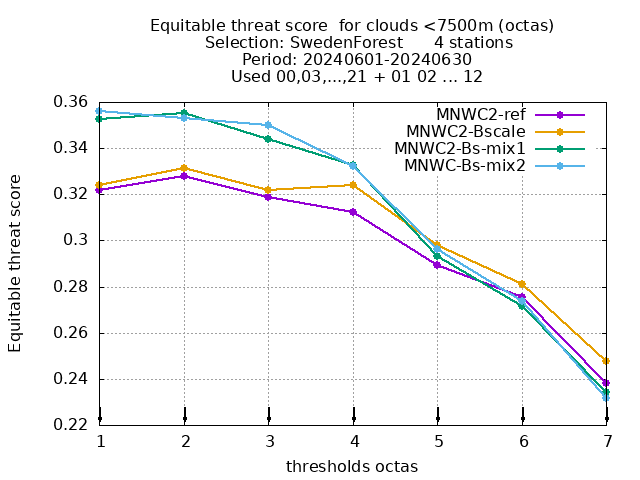 Equitable threat score  for clouds <7500m (octas)
Selection: SwedenForest      4 stations
Period: 20240601-20240630
Used 00,03,...,21 + 01 02 ... 12
MNWC2-ref
MNWC2-Bscale
MNWC2-Bs-mix1
MNWC-Bs-mix2
Equitable threat score
0.36
0.34
0.32
0.3
0.28
0.26
0.24
0.22
1 2 3 4 5 6 7
thresholds octas